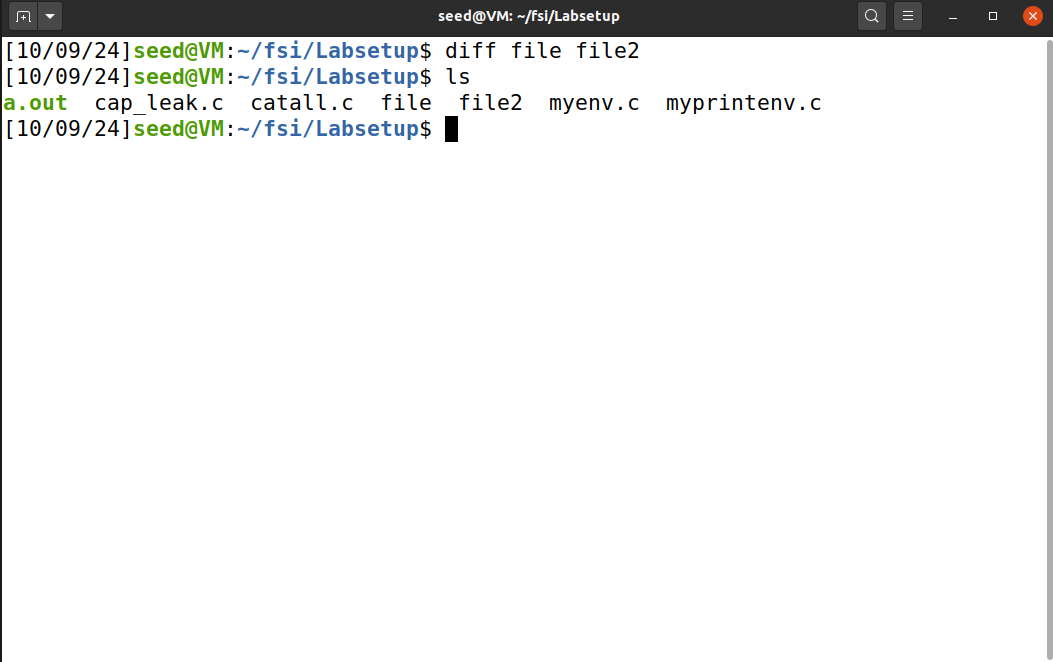 seed@VM: ~/fsi/Labsetup
[10/09/24]seed@VM:~/fsi/Labsetup$ diff file file2
[10/09/24]seed@VM:~/fsi/Labsetup$ ls
a.out  cap_leak.c  catall.c  file  file2  myenv.c  myprintenv.c
[10/09/24]seed@VM:~/fsi/Labsetup$